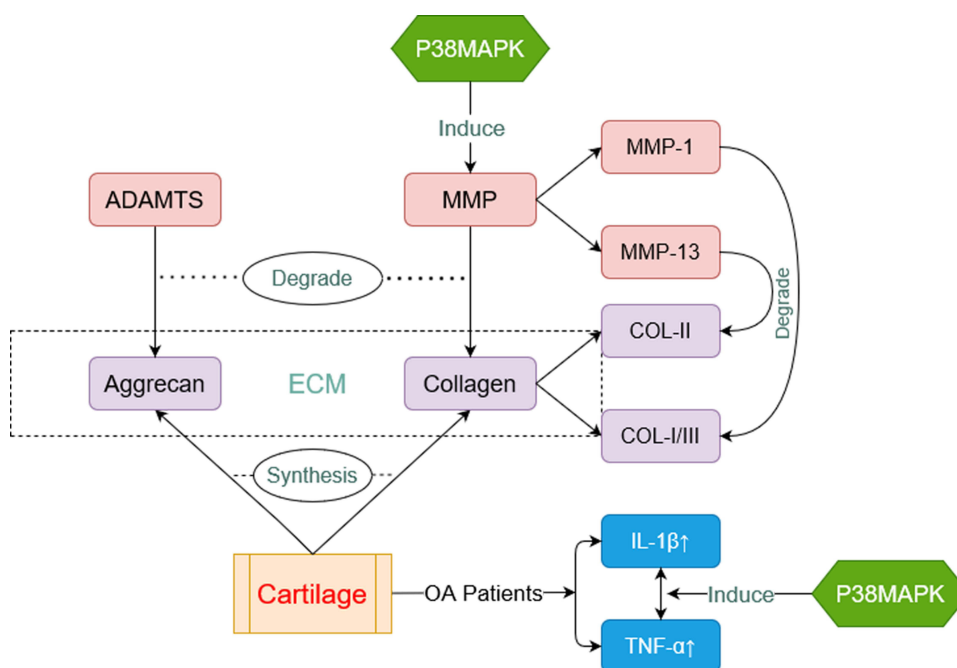 P38MAPK
Induce
MMP-1
ADAMTS
MMP
MMP-13
Degrade
Degrade
COL-II
Aggrecan
ECM
Collagen
COL-I/III
Synthesis
IL-1β↑
Cartilage
OA Patients
Induce
P38MAPK
TNF-α↑